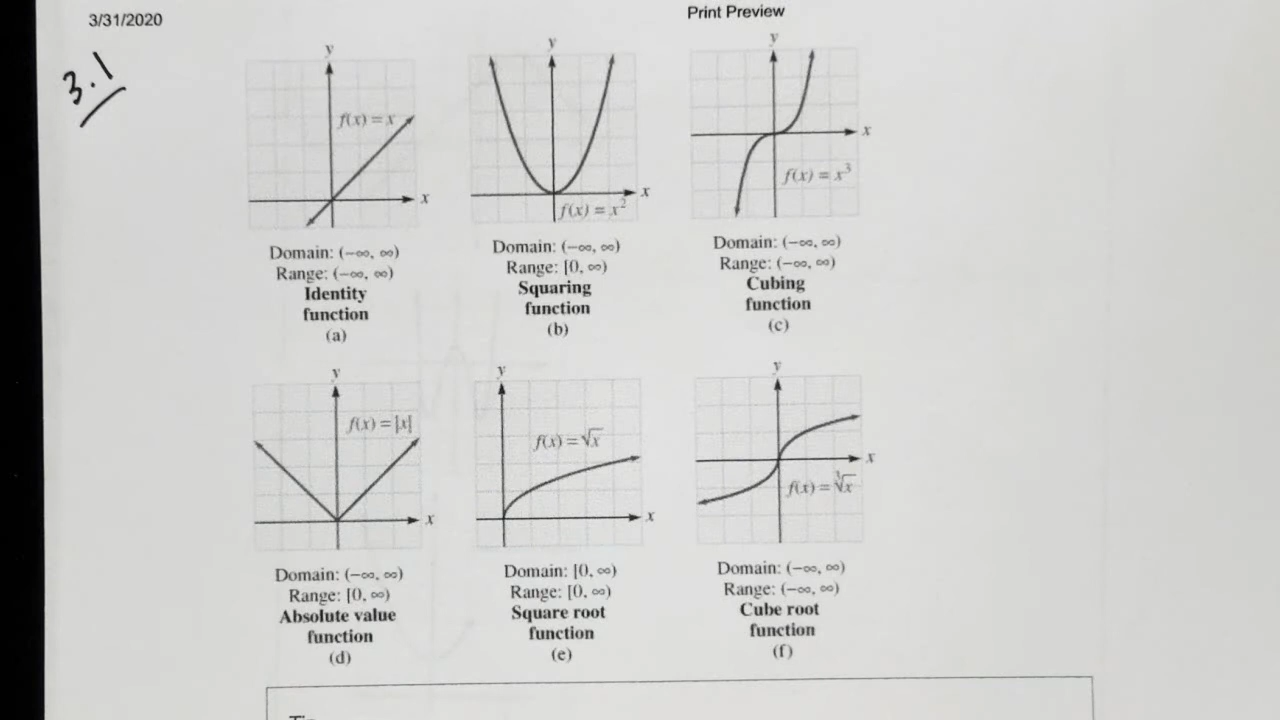 3/31/2020
Print Preview
3.1
y
f(x) = x
x
Domain: (−∞, ∞)
Range: (−∞, ∞)
Identity
function
(a)
y
x
f(x) = x²
Domain: (−∞, ∞)
Range: [0, ∞)
Squaring
function
(b)
y
x
f(x) = x³
Domain: (−∞, ∞)
Range: (−∞, ∞)
Cubing
function
(c)
y
f(x) = |x|
x
Domain: (−∞, ∞)
Range: [0, ∞)
Absolute value
function
(d)
y
f(x) = √x
x
Domain: [0, ∞)
Range: [0, ∞)
Square root
function
(e)
y
x
f(x) = ∛x
Domain: (−∞, ∞)
Range: (−∞, ∞)
Cube root
function
(f)